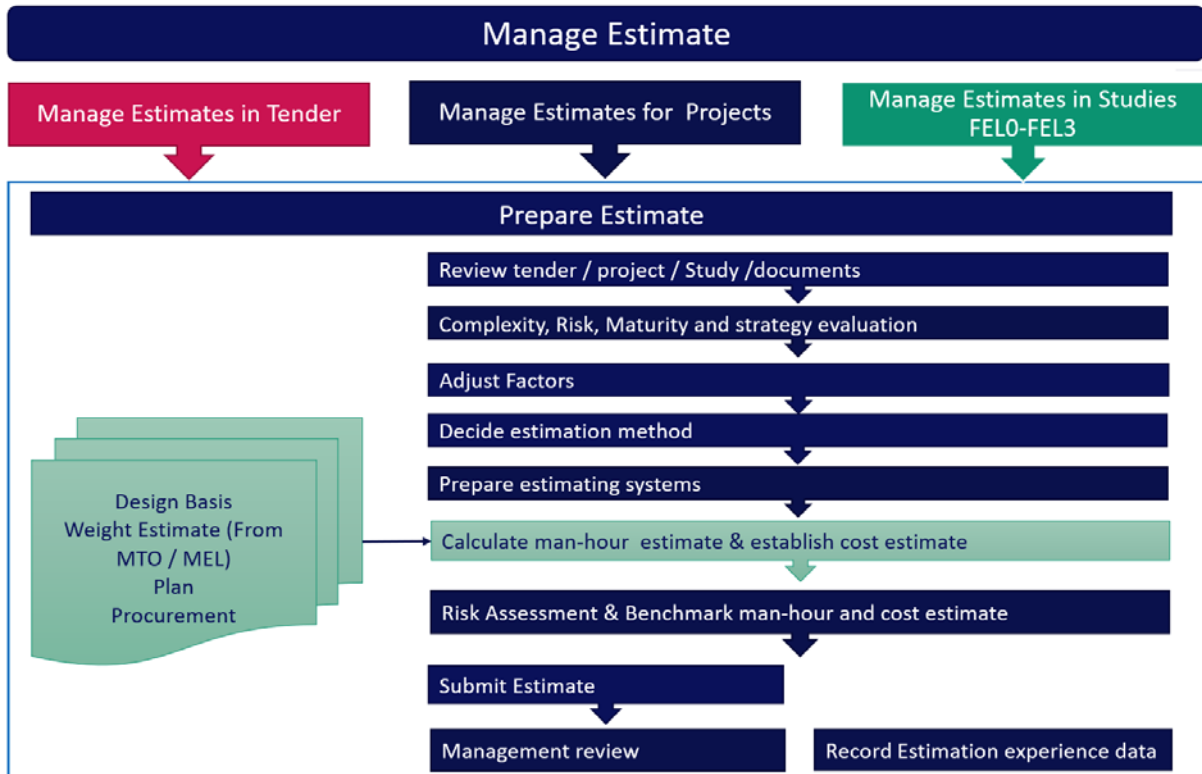 Manage Estimate
Manage Estimates in Tender
Manage Estimates for Projects
Manage Estimates in Studies
FEL0-FEL3
Prepare Estimate
Review tender / project / Study /documents
Complexity, Risk, Maturity and strategy evaluation
Adjust Factors
Decide estimation method
Prepare estimating systems
Design Basis
Weight Estimate (From
MTO / MEL)
Plan
Procurement
Calculate man-hour estimate & establish cost estimate
Risk Assessment & Benchmark man-hour and cost estimate
Submit Estimate
Management review
Record Estimation experience data